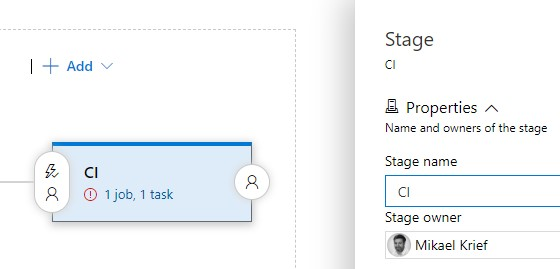 Add
CI
1 job, 1 task
Stage
CI
Properties
Name and owners of the stage
Stage name
CI
Stage owner
Mikael Krief